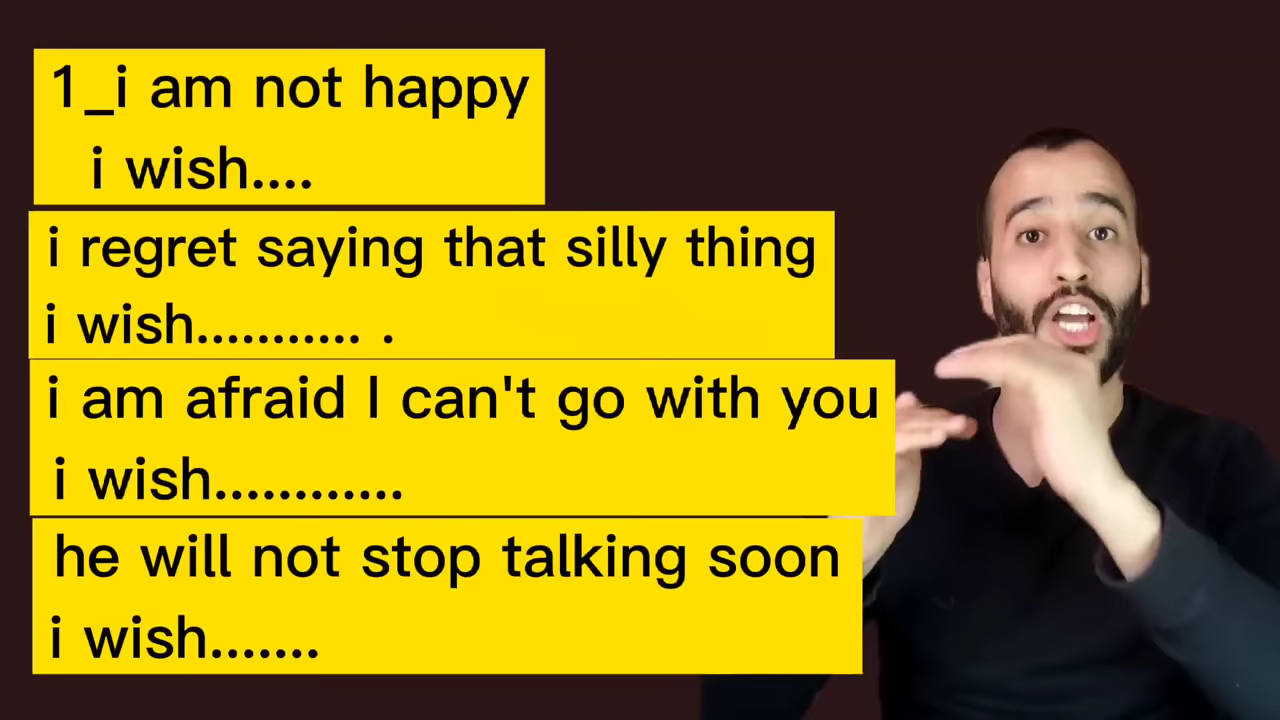 1_i am not happy
i wish....
i regret saying that silly thing
i wish........... .
i am afraid I can't go with you
i wish............
he will not stop talking soon
i wish.......